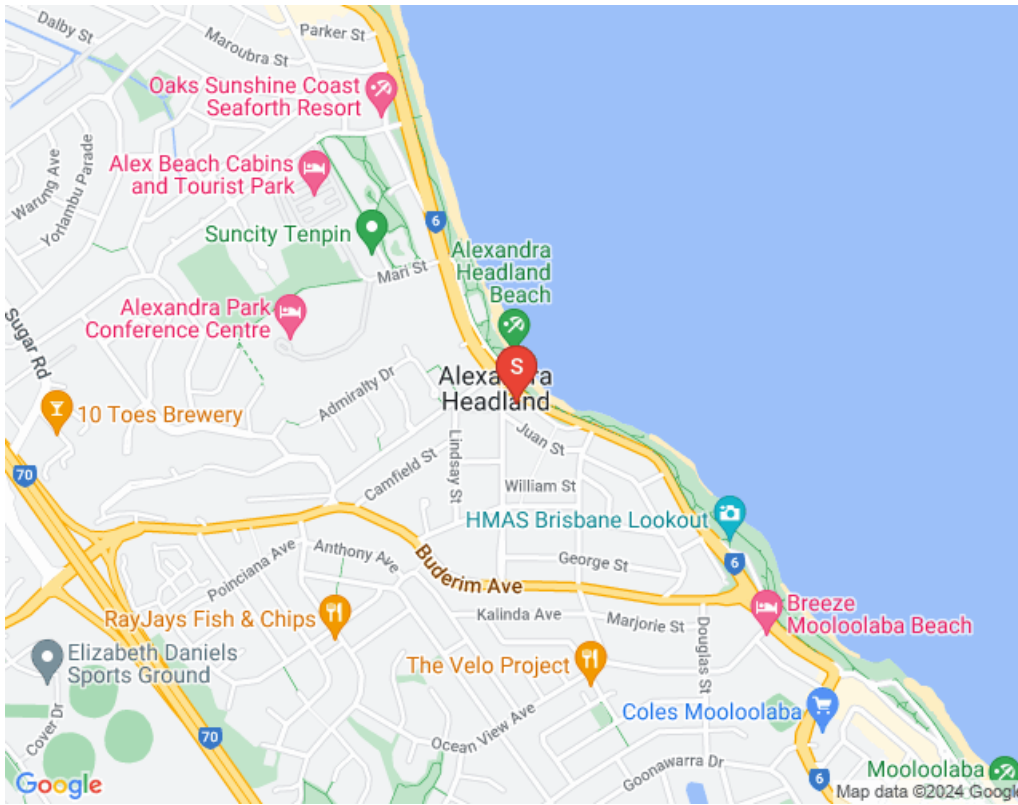 Dalby St
Maroubra St
Parker St
Oaks Sunshine Coast
Seaforth Resort
Alex Beach Cabins
and Tourist Park
Warung Ave
Yorlambu Parade
6
Suncity Tenpin
Alexandra
Headland
Beach
Mari St
Alexandra Park
Conference Centre
Sugar Rd
S
Alexandra
Headland
Admiralty Dr
10 Toes Brewery
Juan St
Lindsay St
Camfield St
70
William St
HMAS Brisbane Lookout
Poinciana Ave
Anthony Ave
Buderim Ave
George St
6
RayJays Fish & Chips
Kalinda Ave
Marjorie St
Breeze
Mooloolaba Beach
Elizabeth Daniels
Sports Ground
The Velo Project
Douglas St
Cover Dr
70
Ocean View Ave
Coles Mooloolaba
Goonawarra Dr
6
Mooloolaba
Google
Map data ©2024 Google